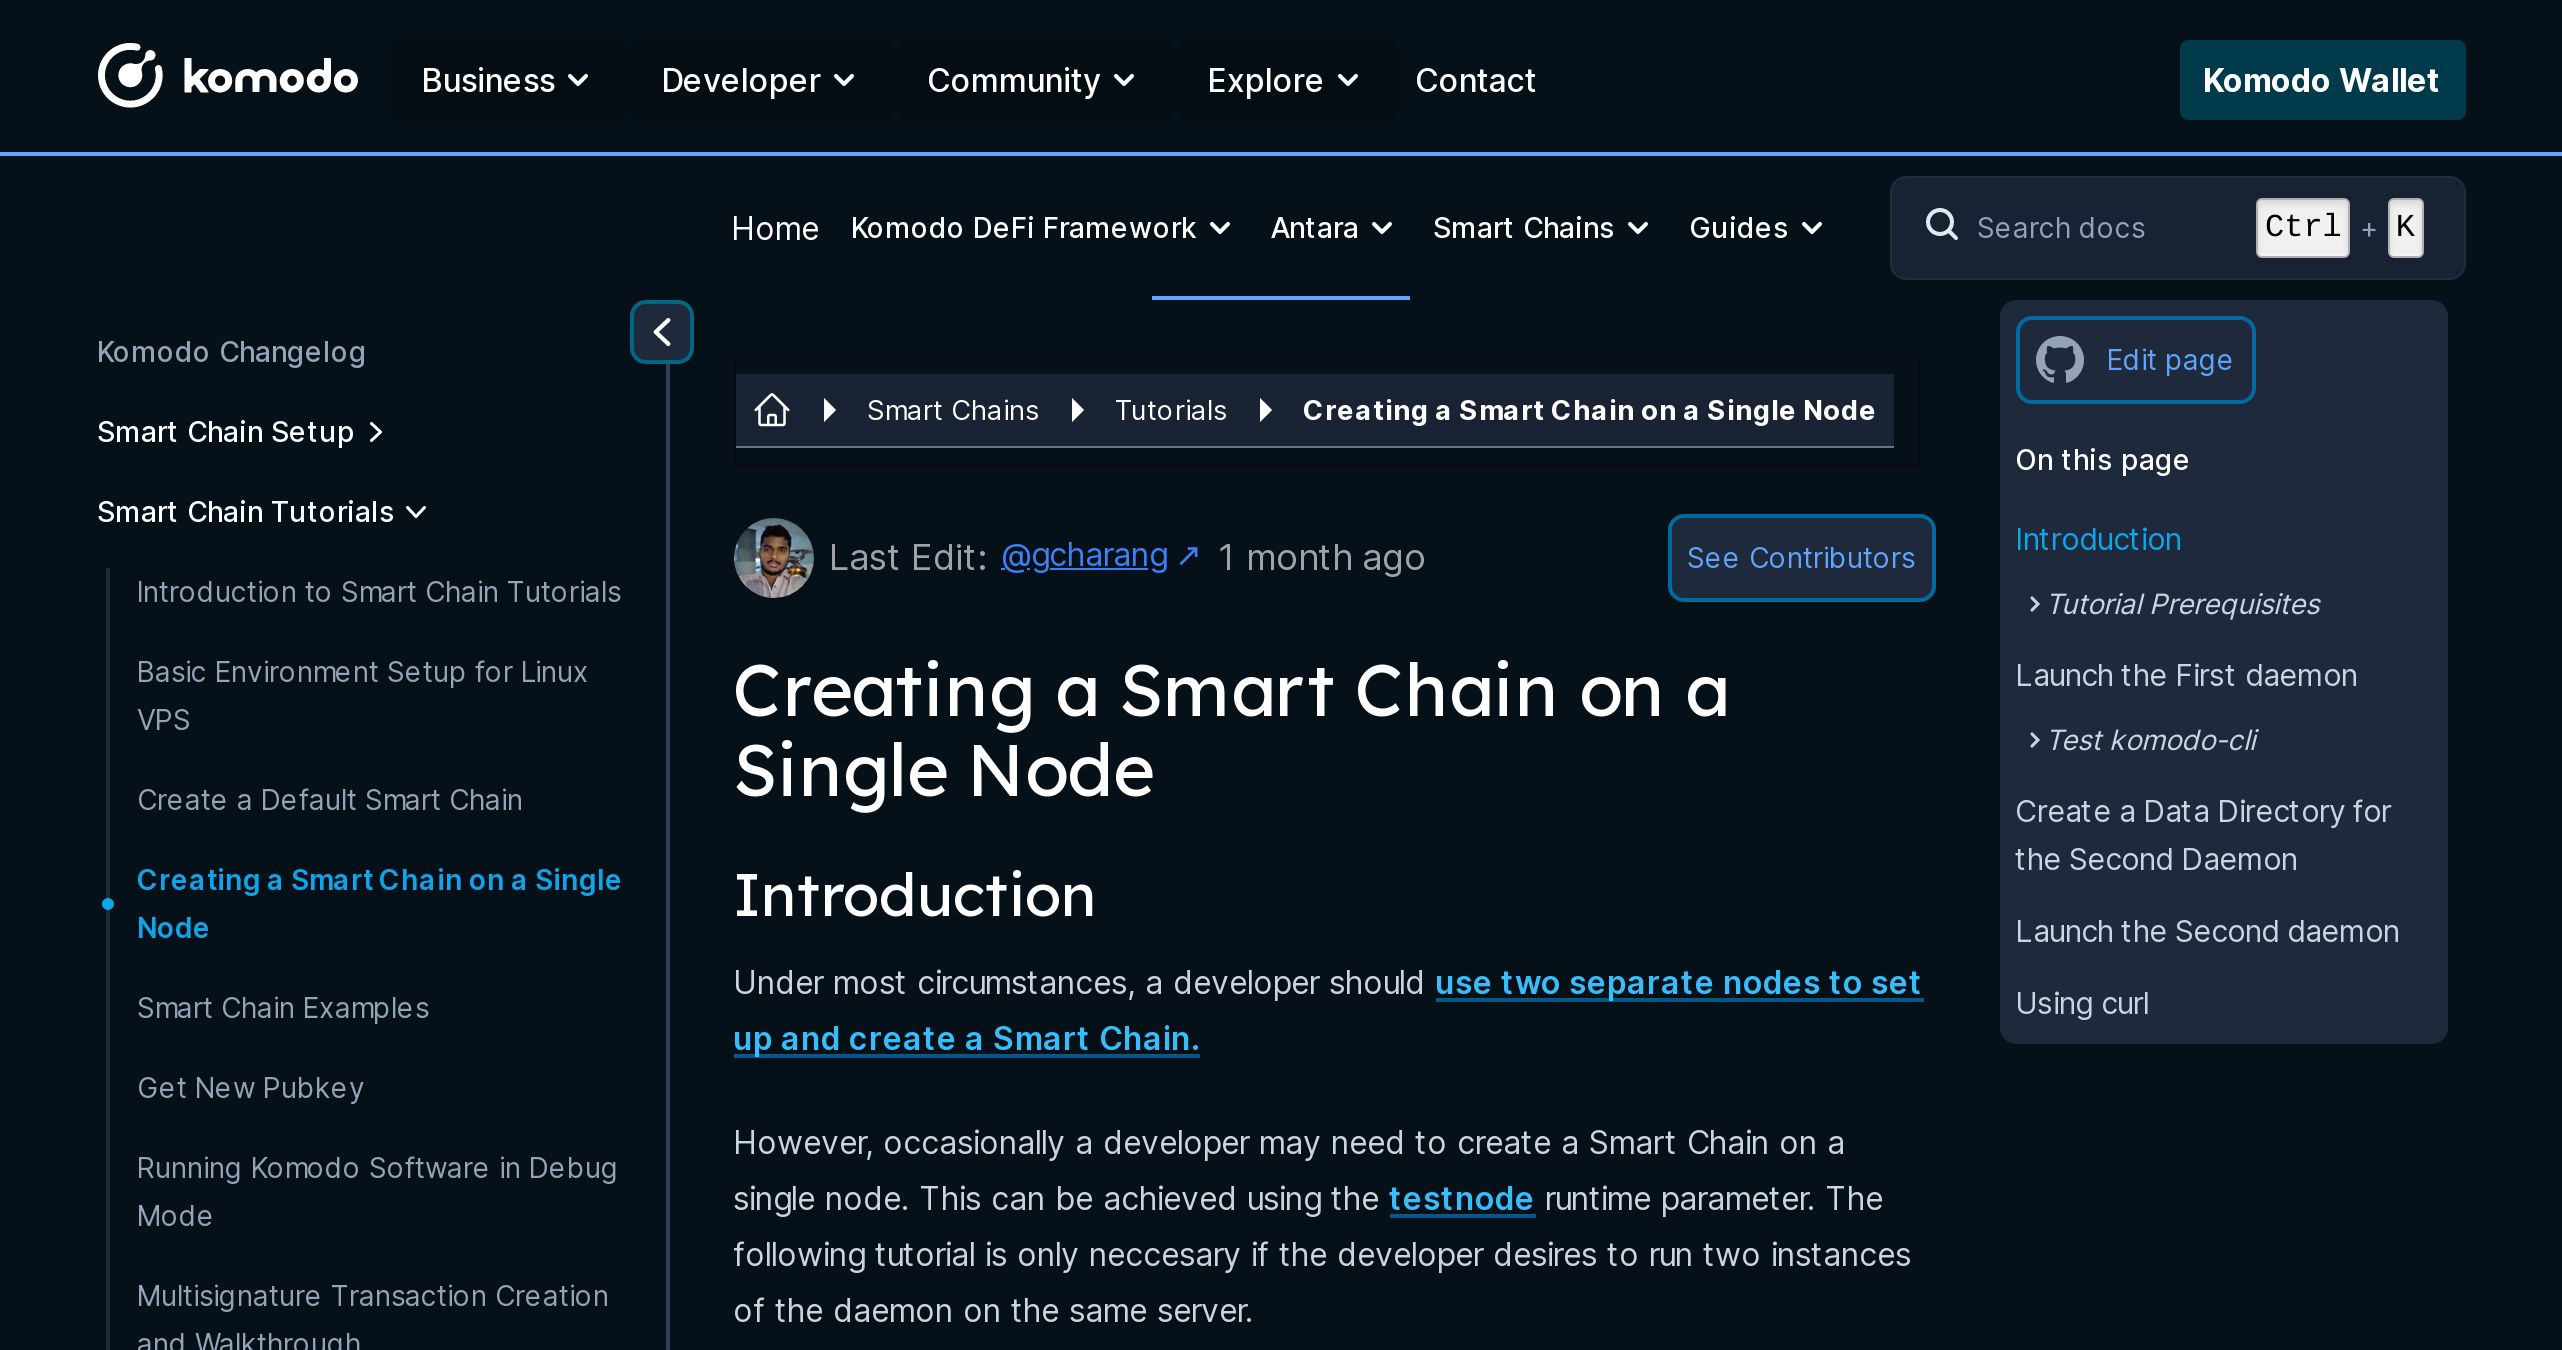 komodo
Business
Developer
Community
Explore
Contact
Komodo Wallet
Home
Komodo DeFi Framework
Antara
Smart Chains
Guides
Search docs
Ctrl + K
Komodo Changelog
Smart Chain Setup
Smart Chain Tutorials
Introduction to Smart Chain Tutorials
Basic Environment Setup for Linux
VPS
Create a Default Smart Chain
Creating a Smart Chain on a Single
Node
Smart Chain Examples
Get New Pubkey
Running Komodo Software in Debug
Mode
Multisignature Transaction Creation
and Walkthrough
Smart Chains
Tutorials
Creating a Smart Chain on a Single Node
Last Edit: @gcharang ↗ 1 month ago
See Contributors
Creating a Smart Chain on a
Single Node
Introduction
Under most circumstances, a developer should use two separate nodes to set
up and create a Smart Chain.
However, occasionally a developer may need to create a Smart Chain on a
single node. This can be achieved using the testnode runtime parameter. The
following tutorial is only neccesary if the developer desires to run two instances
of the daemon on the same server.
Edit page
On this page
Introduction
Tutorial Prerequisites
Launch the First daemon
Test komodo-cli
Create a Data Directory for
the Second Daemon
Launch the Second daemon
Using curl